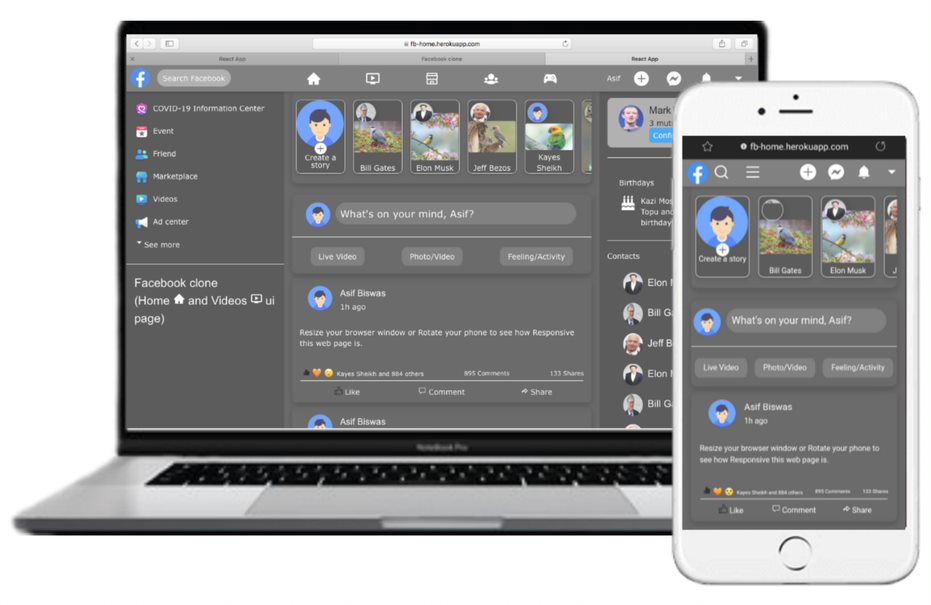 fb-home.herokuapp.com
React App
Facebook clone
React App
Search Facebook
Asif
COVID-19 Information Center
Event
Friend
Marketplace
Videos
Ad center
See more
Facebook clone
(Home and Videos ui
page)
Create a
story
Bill Gates
Elon Musk
Jeff Bezos
Kayes
Sheikh
What's on your mind, Asif?
Live Video
Photo/Video
Feeling/Activity
Asif Biswas
1h ago
Resize your browser window or Rotate your phone to see how Responsive
this web page is.
Kayes Sheikh and 884 others 895 Comments 133 Shares
Like Comment Share
Asif Biswas
Mark
3 mut
Conf
Birthdays
Kazi Mos
Topu and
birthday
Contacts
Elon
Bill Ga
Jeff B
Elon
Bill Ga
NoteBook Pro
fb-home.herokuapp.com
Create a story
Bill Gates
Elon Musk
J
What's on your mind, Asif?
Live Video
Photo/Video
Feeling/Activity
Asif Biswas
1h ago
Resize your browser window or Rotate your phone to
see how Responsive this web page is.
Kayes Sheikh and 884 others 895 Comments 133 Shares
Like Comment Share